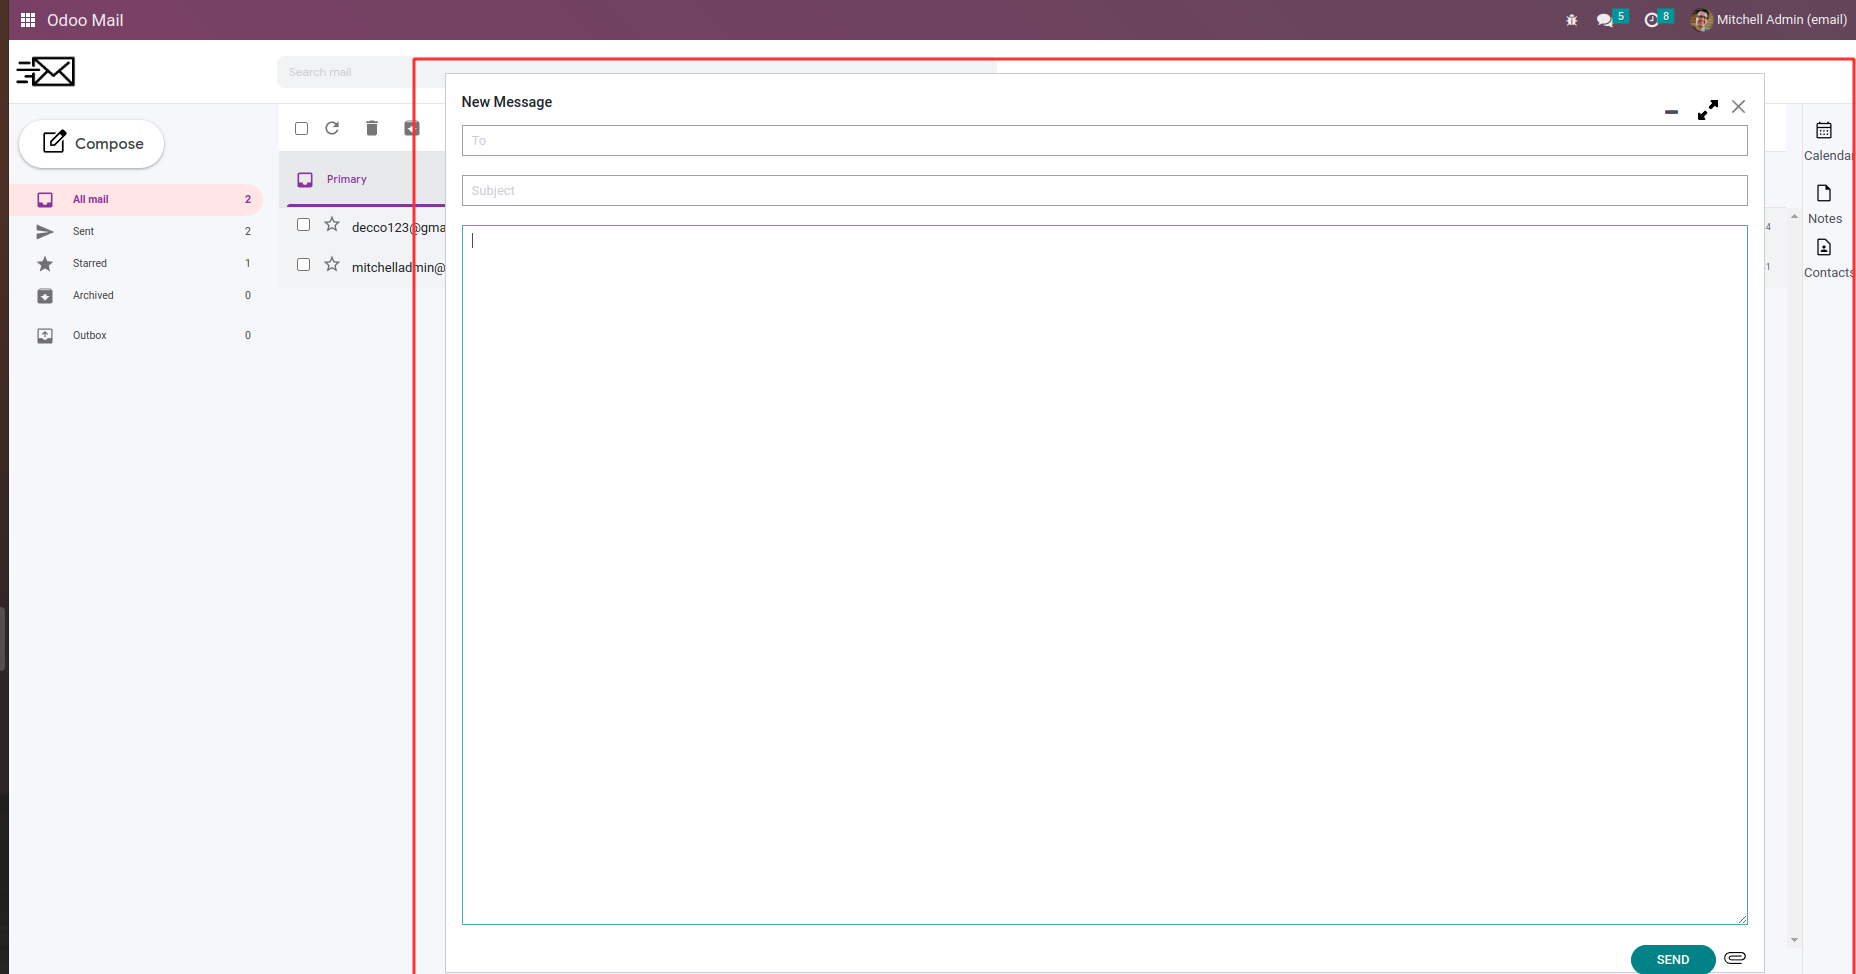 Odoo Mail
5
8
Mitchell Admin (email)
Search mail
New Message
To
Subject
Compose
All mail 2
Sent 2
Starred 1
Archived 0
Outbox 0
Primary
decco123@gma
mitchelladmin@
4
1
Calendar
Notes
Contacts
SEND